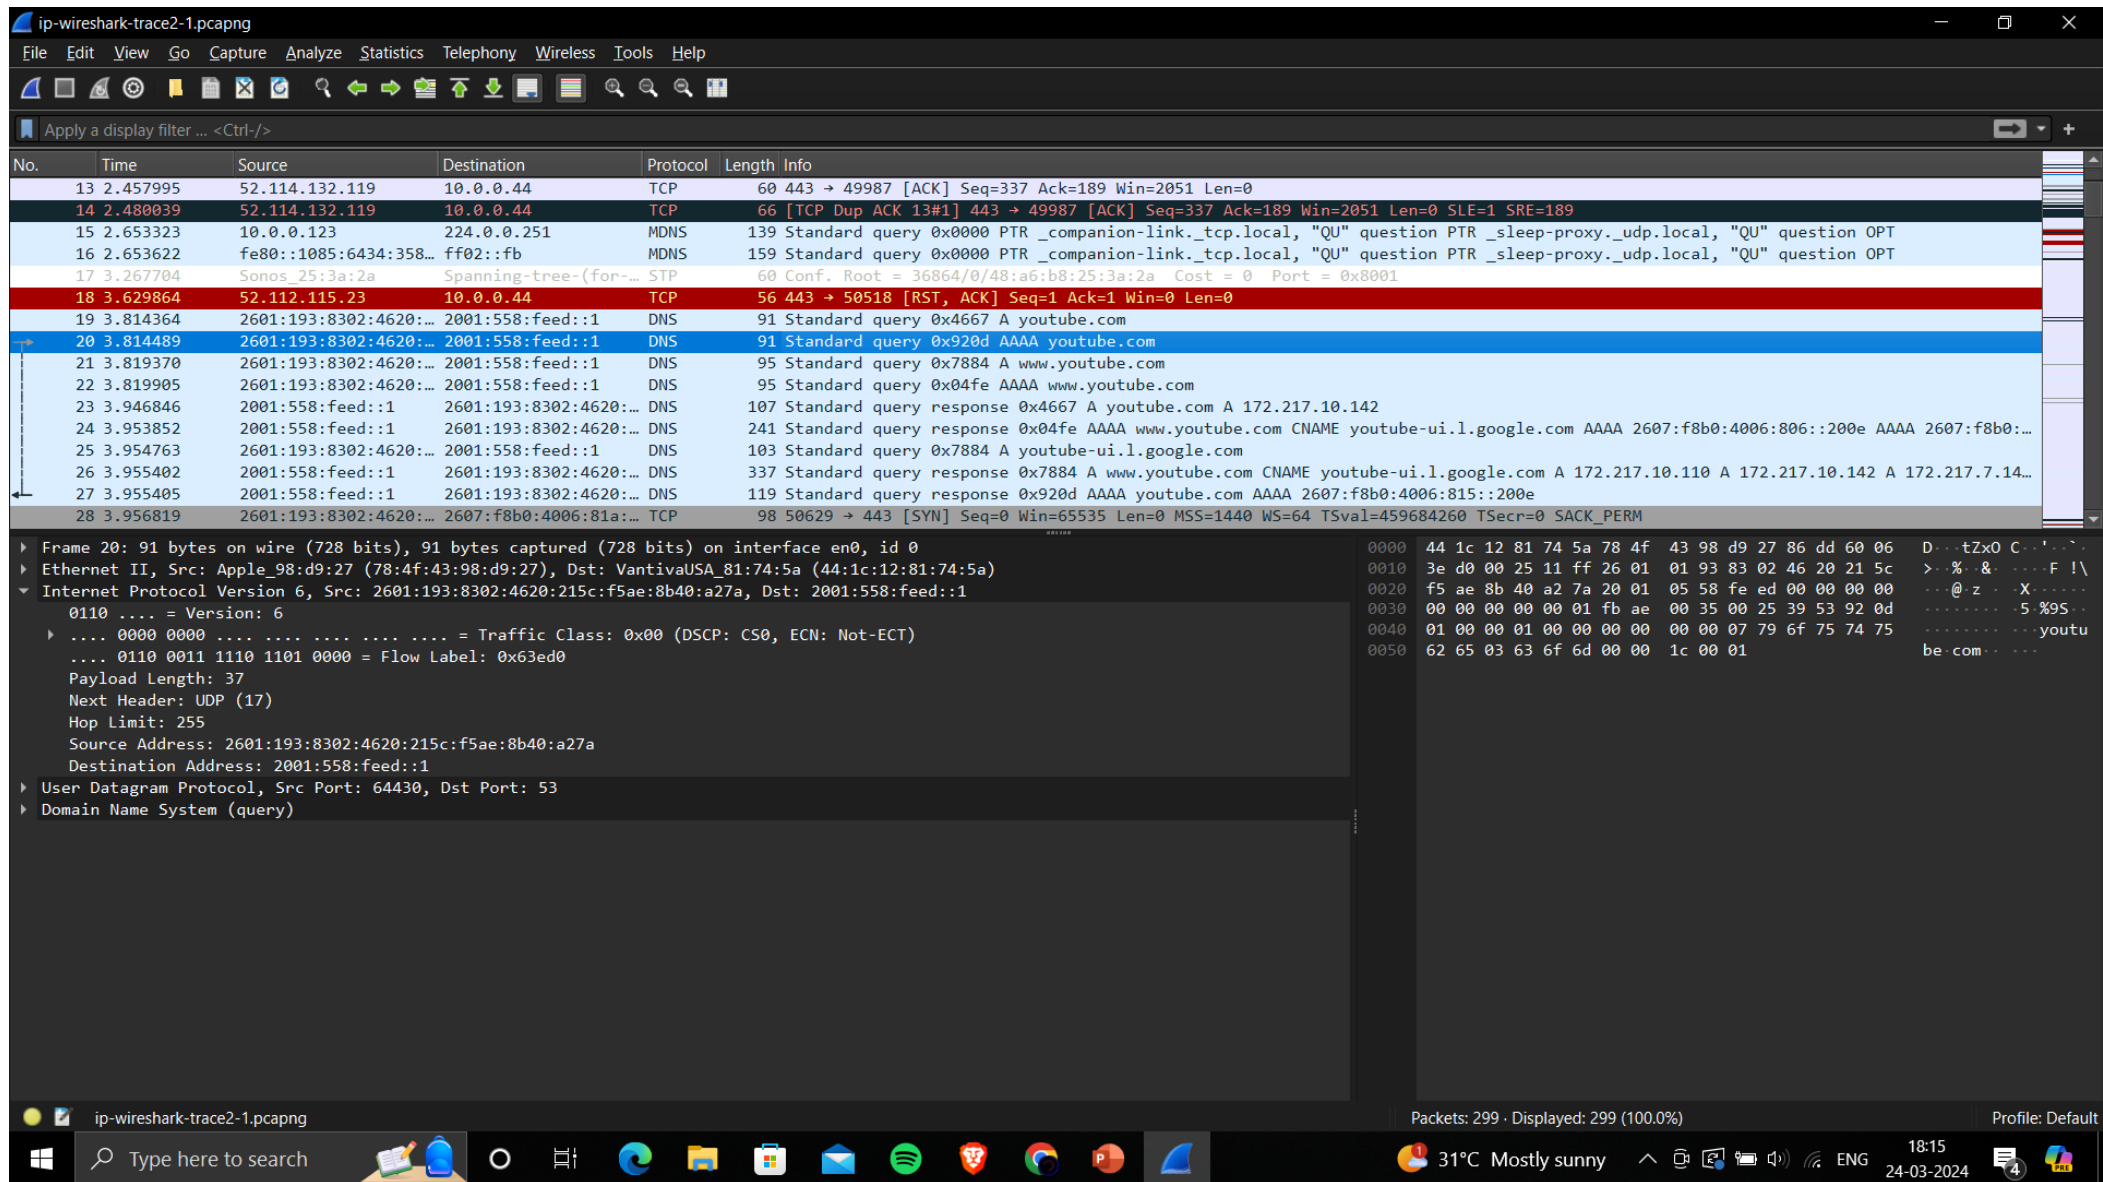 ip-wireshark-trace2-1.pcapng
File Edit View Go Capture Analyze Statistics Telephony Wireless Tools Help
Apply a display filter ... <Ctrl-/>
No. Time Source Destination Protocol Length Info
13 2.457995 52.114.132.119 10.0.0.44 TCP 60 443 → 49987 [ACK] Seq=337 Ack=189 Win=2051 Len=0
14 2.480039 52.114.132.119 10.0.0.44 TCP 66 [TCP Dup ACK 13#1] 443 → 49987 [ACK] Seq=337 Ack=189 Win=2051 Len=0 SLE=1 SRE=189
15 2.653323 10.0.0.123 224.0.0.251 MDNS 139 Standard query 0x0000 PTR _companion-link._tcp.local, "QU" question PTR _sleep-proxy._udp.local, "QU" question OPT
16 2.653622 fe80::1085:6434:358… ff02::fb MDNS 159 Standard query 0x0000 PTR _companion-link._tcp.local, "QU" question PTR _sleep-proxy._udp.local, "QU" question OPT
17 3.267704 Sonos_25:3a:2a Spanning-tree-(for-… STP 60 Conf. Root = 36864/0/48:a6:b8:25:3a:2a Cost = 0 Port = 0x8001
18 3.629864 52.112.115.23 10.0.0.44 TCP 56 443 → 50518 [RST, ACK] Seq=1 Ack=1 Win=0 Len=0
19 3.814364 2601:193:8302:4620:… 2001:558:feed::1 DNS 91 Standard query 0x4667 A youtube.com
20 3.814489 2601:193:8302:4620:… 2001:558:feed::1 DNS 91 Standard query 0x920d AAAA youtube.com
21 3.819370 2601:193:8302:4620:… 2001:558:feed::1 DNS 95 Standard query 0x7884 A www.youtube.com
22 3.819905 2601:193:8302:4620:… 2001:558:feed::1 DNS 95 Standard query 0x04fe AAAA www.youtube.com
23 3.946846 2001:558:feed::1 2601:193:8302:4620:… DNS 107 Standard query response 0x4667 A youtube.com A 172.217.10.142
24 3.953852 2001:558:feed::1 2601:193:8302:4620:… DNS 241 Standard query response 0x04fe AAAA www.youtube.com CNAME youtube-ui.l.google.com AAAA 2607:f8b0:4006:806::200e AAAA 2607:f8b0:…
25 3.954763 2601:193:8302:4620:… 2001:558:feed::1 DNS 103 Standard query 0x7884 A youtube-ui.l.google.com
26 3.955402 2001:558:feed::1 2601:193:8302:4620:… DNS 337 Standard query response 0x7884 A www.youtube.com CNAME youtube-ui.l.google.com A 172.217.10.110 A 172.217.10.142 A 172.217.7.14…
27 3.955405 2001:558:feed::1 2601:193:8302:4620:… DNS 119 Standard query response 0x920d AAAA youtube.com AAAA 2607:f8b0:4006:815::200e
28 3.956819 2601:193:8302:4620:… 2607:f8b0:4006:81a:… TCP 98 50629 → 443 [SYN] Seq=0 Win=65535 Len=0 MSS=1440 WS=64 TSval=459684260 TSecr=0 SACK_PERM
Frame 20: 91 bytes on wire (728 bits), 91 bytes captured (728 bits) on interface en0, id 0
Ethernet II, Src: Apple_98:d9:27 (78:4f:43:98:d9:27), Dst: VantivaUSA_81:74:5a (44:1c:12:81:74:5a)
Internet Protocol Version 6, Src: 2601:193:8302:4620:215c:f5ae:8b40:a27a, Dst: 2001:558:feed::1
0110 .... = Version: 6
.... 0000 0000 .... .... .... .... .... = Traffic Class: 0x00 (DSCP: CS0, ECN: Not-ECT)
.... 0110 0011 1110 1101 0000 = Flow Label: 0x63ed0
Payload Length: 37
Next Header: UDP (17)
Hop Limit: 255
Source Address: 2601:193:8302:4620:215c:f5ae:8b40:a27a
Destination Address: 2001:558:feed::1
User Datagram Protocol, Src Port: 64430, Dst Port: 53
Domain Name System (query)
0000 44 1c 12 81 74 5a 78 4f 43 98 d9 27 86 dd 60 06 D···tZxO C··'··`·
0010 3e d0 00 25 11 ff 26 01 01 93 83 02 46 20 21 5c >··%··&· ····F !\
0020 f5 ae 8b 40 a2 7a 20 01 05 58 fe ed 00 00 00 00 ···@·z · ·X······
0030 00 00 00 00 00 01 fb ae 00 35 00 25 39 53 92 0d ········ ·5·%9S··
0040 01 00 00 01 00 00 00 00 00 00 07 79 6f 75 74 75 ········ ···youtu
0050 62 65 03 63 6f 6d 00 00 1c 00 01 be·com·· ···
ip-wireshark-trace2-1.pcapng Packets: 299 · Displayed: 299 (100.0%) Profile: Default
Type here to search
1 31°C Mostly sunny ENG 18:15
24-03-2024
4
PRE